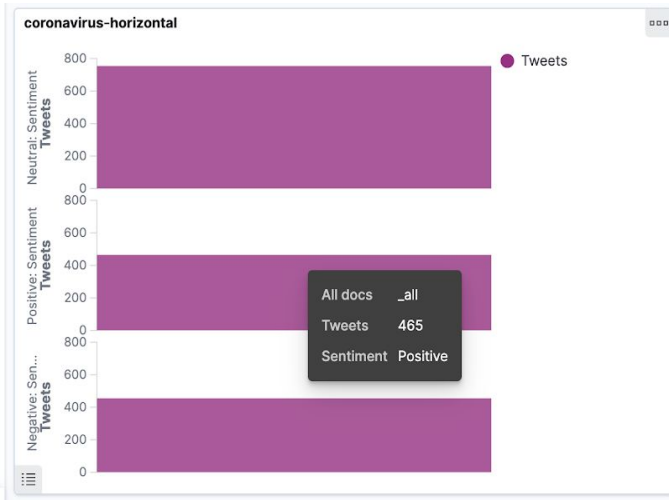 coronavirus-horizontal
Tweets
Neutral: Sentiment
Tweets
800
600
400
200
0
Positive: Sentiment
Tweets
800
600
400
200
0
All docs _all
Tweets 465
Sentiment Positive
Negative: Sen...
Tweets
800
600
400
200
0